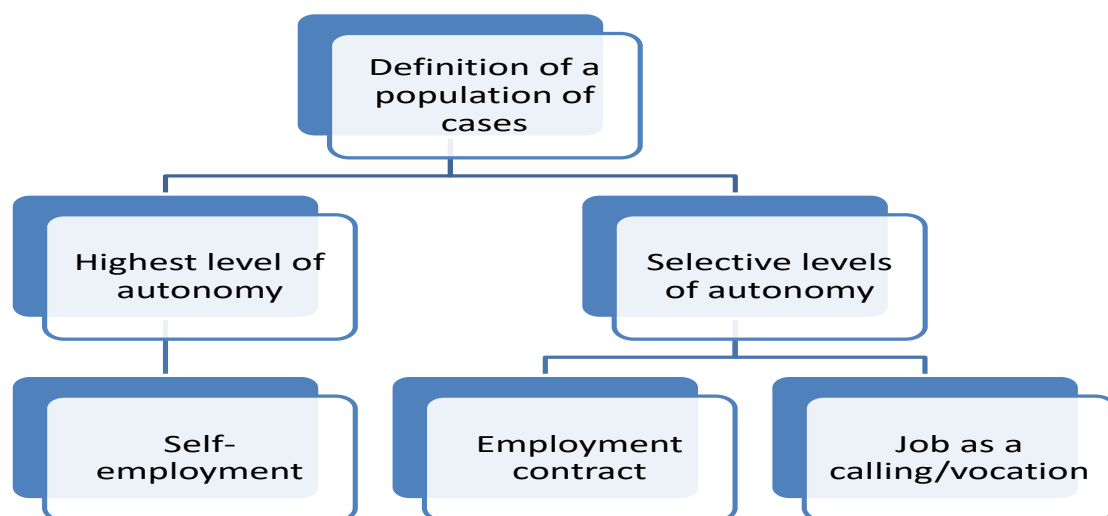 Definition of a
population of
cases
Highest level of
autonomy
Selective levels
of autonomy
Self-
employment
Employment
contract
Job as a
calling/vocation